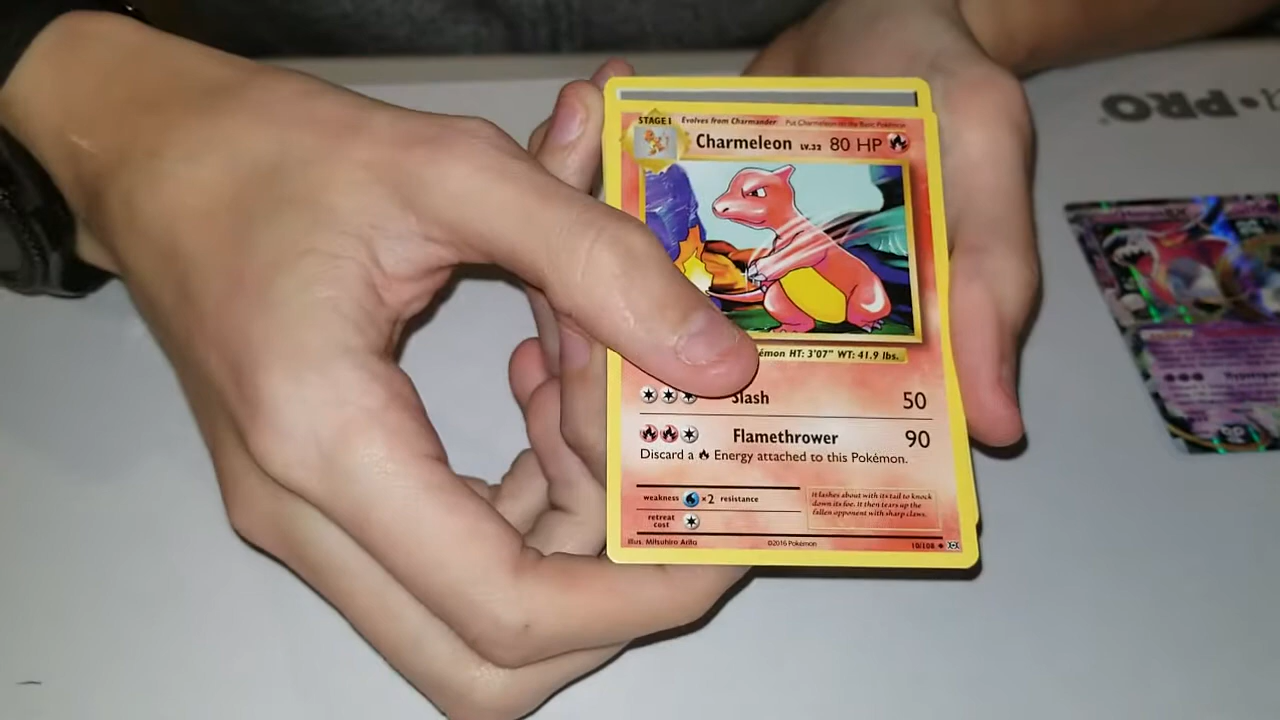 PRO
STAGE 1 Evolves from Charmander Put Charmeleon on the Basic Pokémon
Charmeleon LV.32 80 HP
émon HT: 3'07" WT: 41.9 lbs.
Slash 50
Flamethrower 90
Discard a Energy attached to this Pokémon.
weakness ×2 resistance
retreat
cost
It lashes about with its tail to knock
down its foe. It then tears up the
fallen opponent with sharp claws.
Illus. Mitsuhiro Arita ©2016 Pokémon 10/108